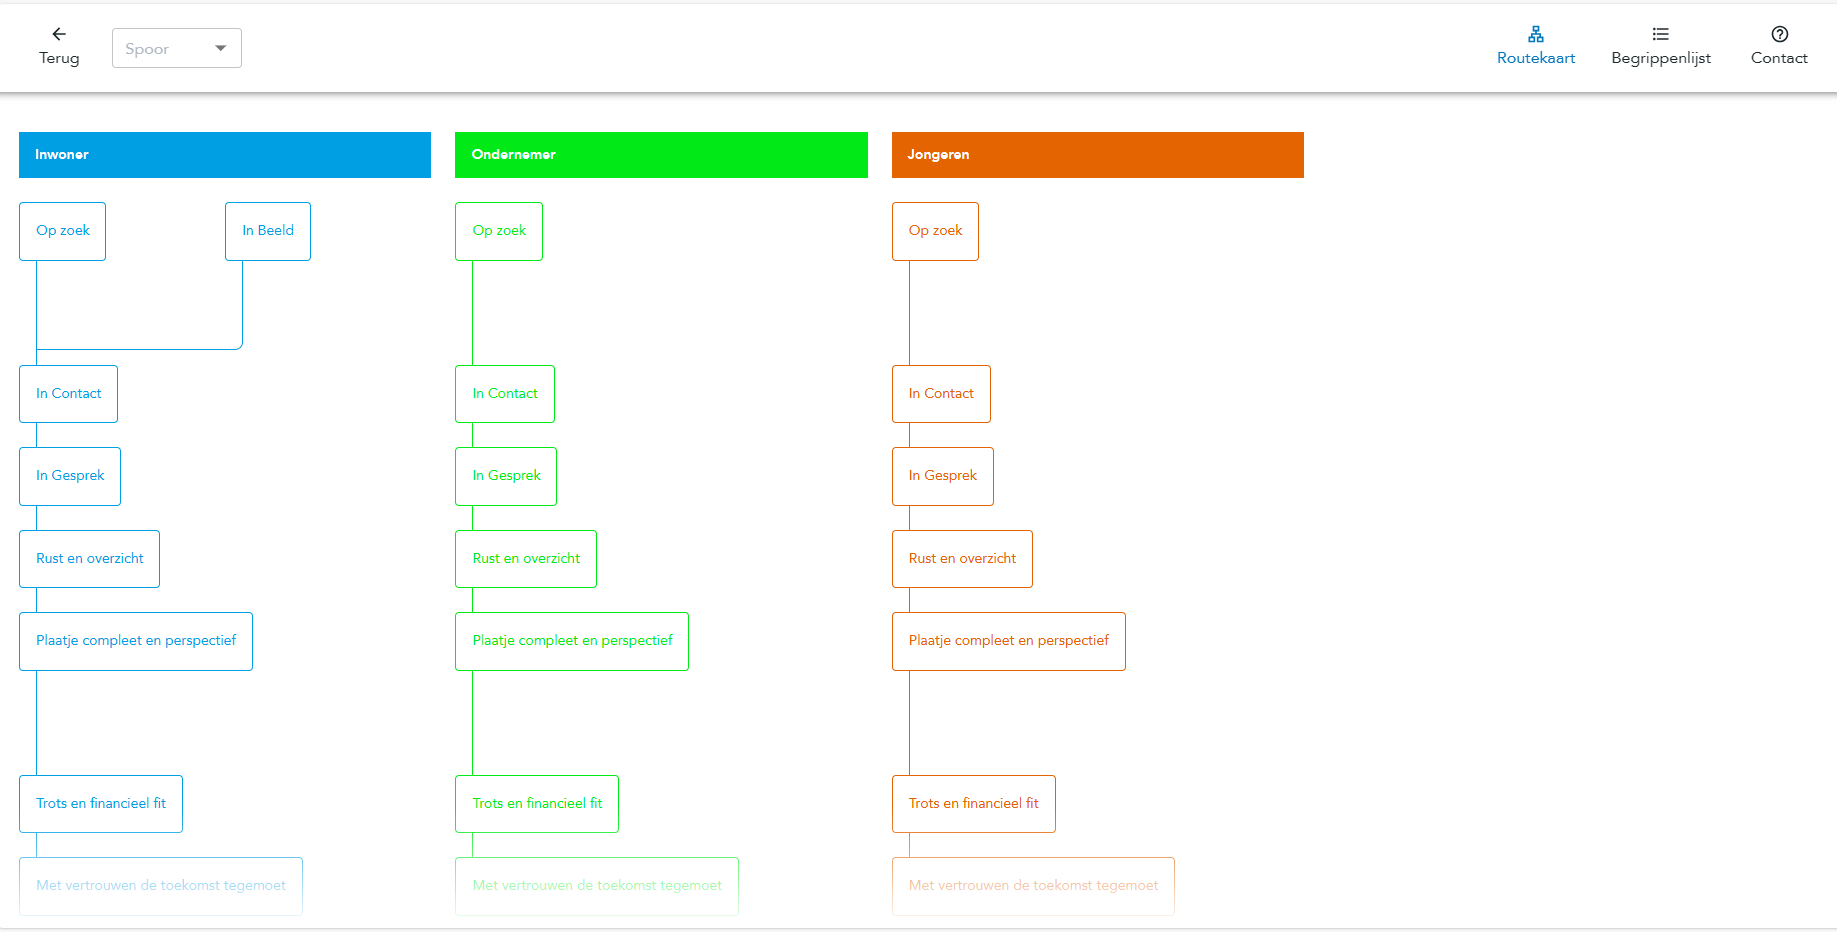 Terug
Spoor
Routekaart
Begrippenlijst
Contact
Inwoner
Op zoek
In Beeld
In Contact
In Gesprek
Rust en overzicht
Plaatje compleet en perspectief
Trots en financieel fit
Met vertrouwen de toekomst tegemoet
Ondernemer
Op zoek
In Contact
In Gesprek
Rust en overzicht
Plaatje compleet en perspectief
Trots en financieel fit
Met vertrouwen de toekomst tegemoet
Jongeren
Op zoek
In Contact
In Gesprek
Rust en overzicht
Plaatje compleet en perspectief
Trots en financieel fit
Met vertrouwen de toekomst tegemoet